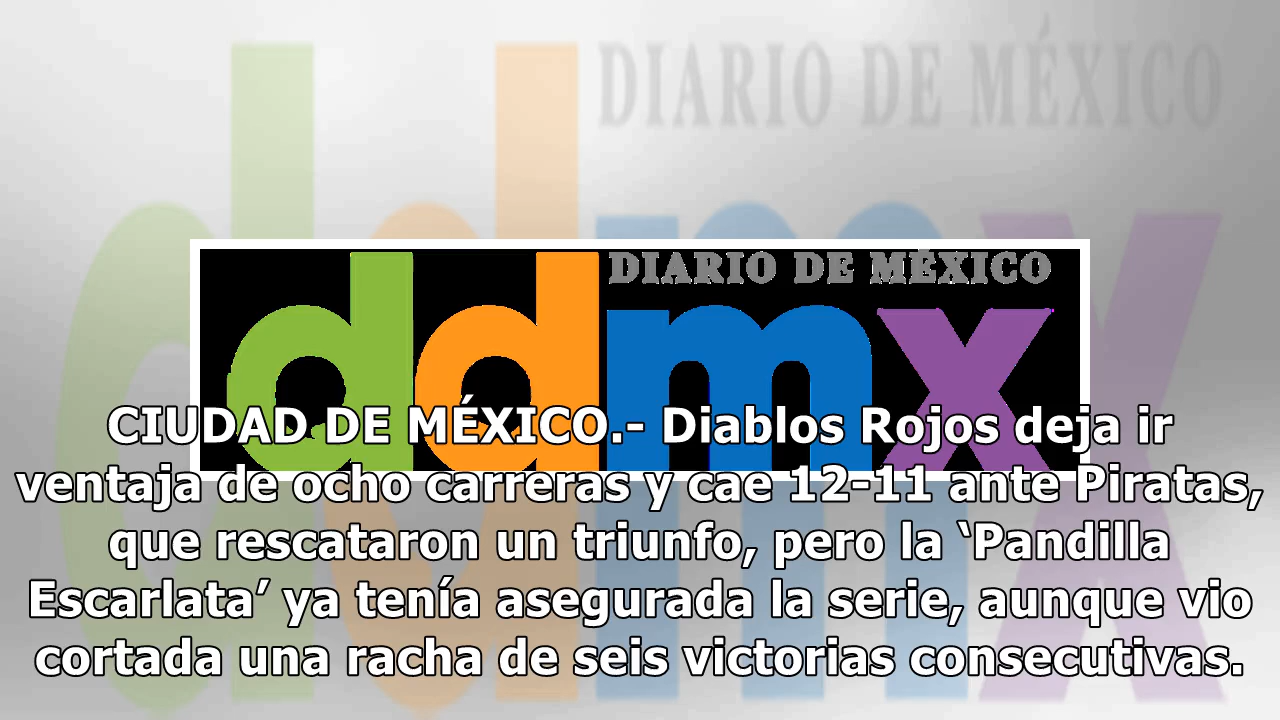 DIARIO DE MÉXICO
DIARIO DE MÉXICO
ddmx
CIUDAD DE MÉXICO.- Diablos Rojos deja ir
ventaja de ocho carreras y cae 12-11 ante Piratas,
que rescataron un triunfo, pero la ‘Pandilla
Escarlata’ ya tenía asegurada la serie, aunque vio
cortada una racha de seis victorias consecutivas.